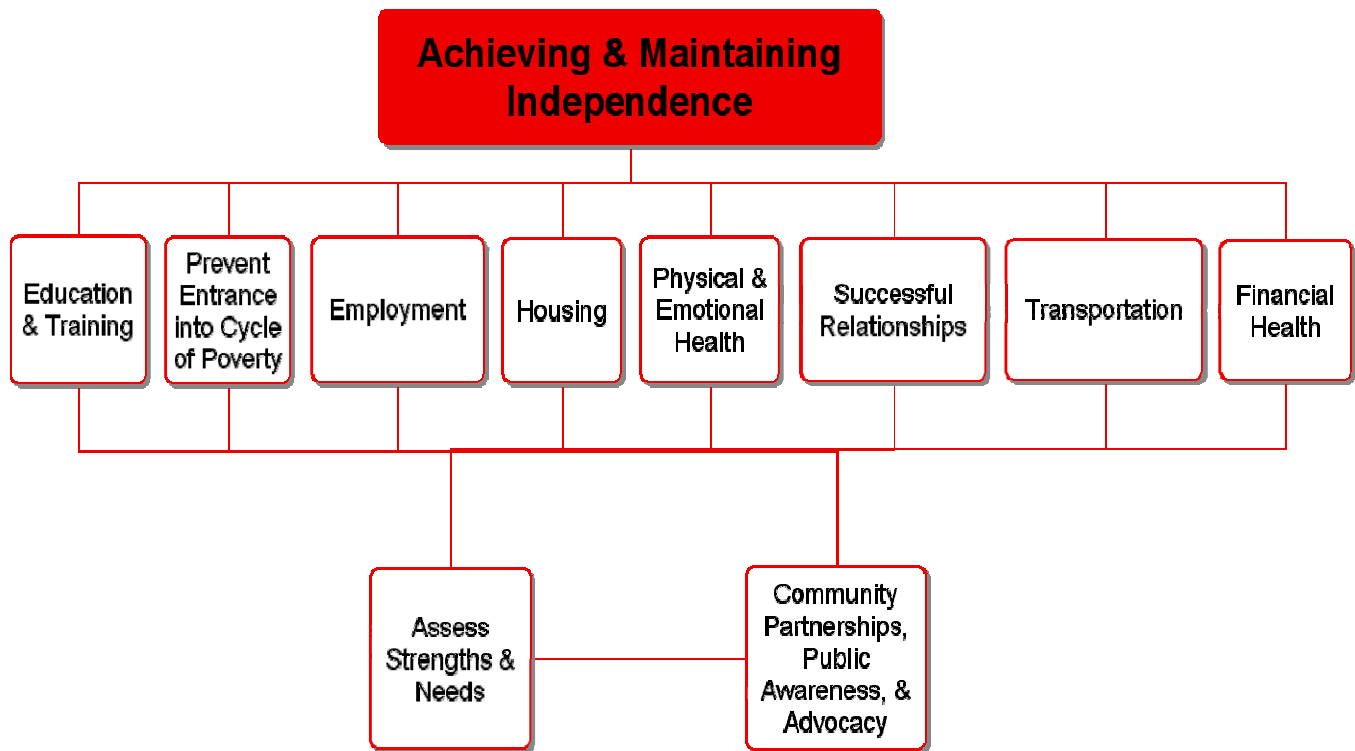 Achieving & Maintaining
Independence
Education
& Training
Prevent
Entrance
into Cycle
of Poverty
Employment
Housing
Physical &
Emotional
Health
Successful
Relationships
Transportation
Financial
Health
Assess
Strengths &
Needs
Community
Partnerships,
Public
Awareness, &
Advocacy